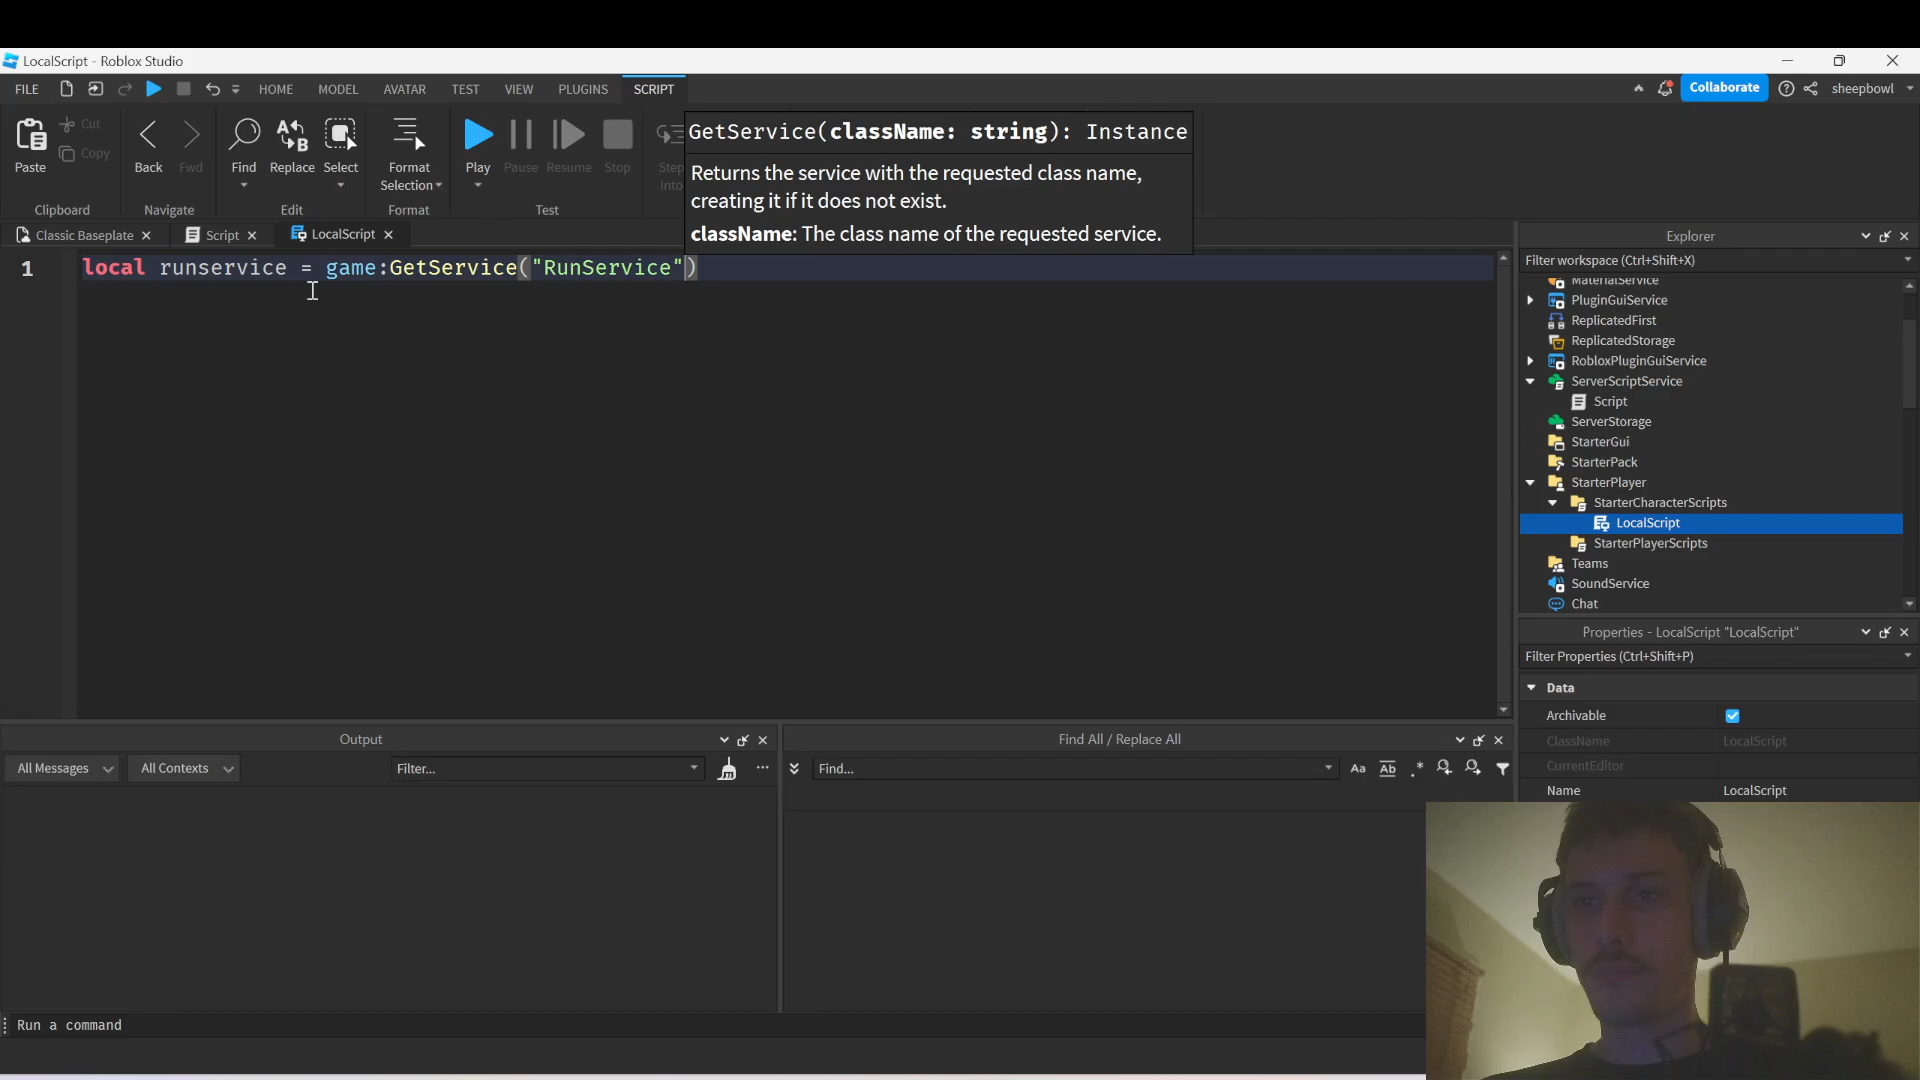 LocalScript - Roblox Studio
FILE HOME MODEL AVATAR TEST VIEW PLUGINS SCRIPT Collaborate sheepbowl
Paste Cut Copy Back Fwd Find Replace Select Format Selection Play Pause Resume Stop Step Into
Clipboard Navigate Edit Format Test
GetService(className: string): Instance
Returns the service with the requested class name,
creating it if it does not exist.
className: The class name of the requested service.
Classic Baseplate Script LocalScript
1 local runservice = game:GetService("RunService")
Explorer
Filter workspace (Ctrl+Shift+X)
MaterialService
PluginGuiService
ReplicatedFirst
ReplicatedStorage
RobloxPluginGuiService
ServerScriptService
Script
ServerStorage
StarterGui
StarterPack
StarterPlayer
StarterCharacterScripts
LocalScript
StarterPlayerScripts
Teams
SoundService
Chat
Properties - LocalScript "LocalScript"
Filter Properties (Ctrl+Shift+P)
Data
Archivable
ClassName LocalScript
CurrentEditor
Name LocalScript
Output
All Messages All Contexts Filter...
Find All / Replace All
Find... Aa Ab .*
Run a command